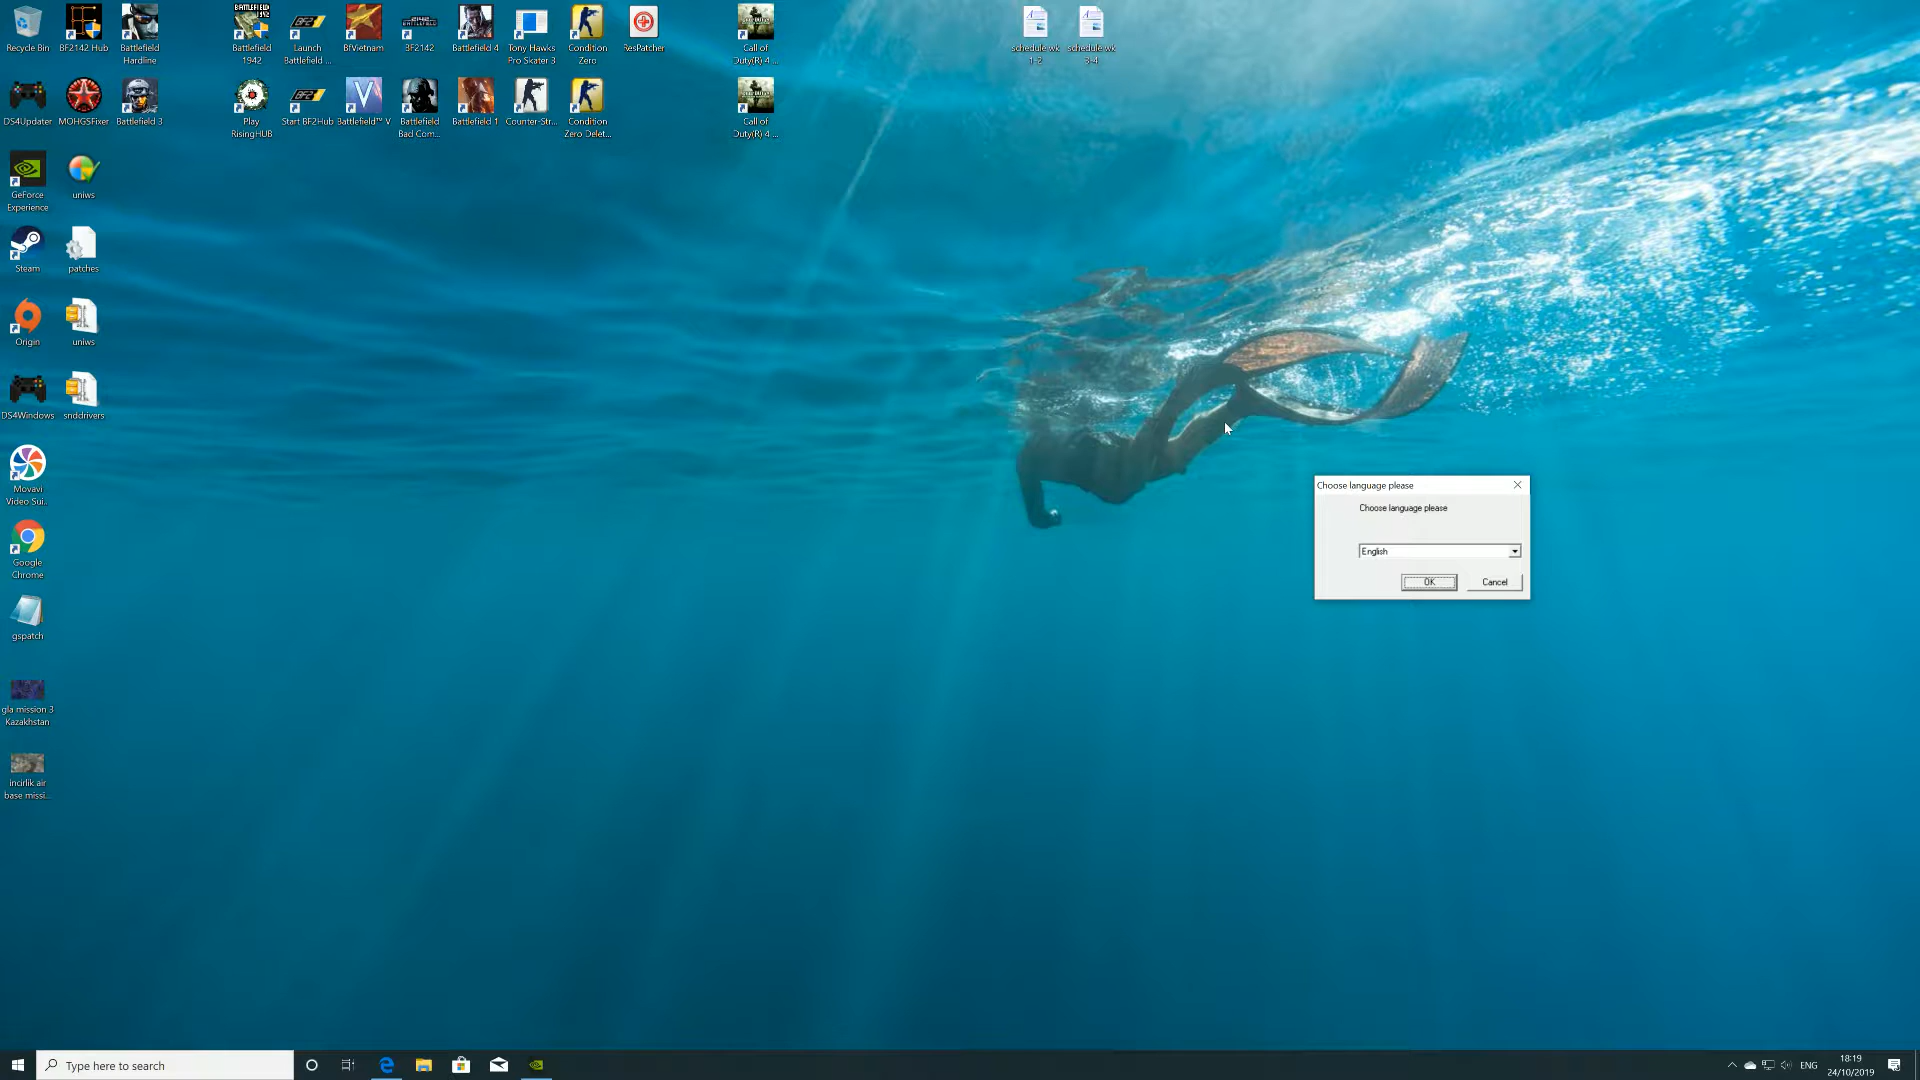 Recycle Bin
BF2142 Hub
Battlefield
Hardline
Battlefield
1942
Launch
Battlefield ...
BfVietnam
BF2142
Battlefield 4
Tony Hawks
Pro Skater 3
Condition
Zero
ResPatcher
Call of
Duty(R) 4 ...
schedule wk
1-2
schedule wk
3-4
DS4Updater
MOHGSFixer
Battlefield 3
Play
RisingHUB
Start BF2Hub
Battlefield™ V
Battlefield
Bad Com...
Battlefield 1
Counter-Str...
Condition
Zero Delet...
Call of
Duty(R) 4 ...
GeForce
Experience
uniws
Steam
patches
Origin
uniws
DS4Windows
snddrivers
Movavi
Video Sui...
Google
Chrome
gspatch
gla mission 3
Kazakhstan
incirlik air
base missi...
Choose language please
Choose language please
English
OK
Cancel
Type here to search
ENG
18:19
24/10/2019